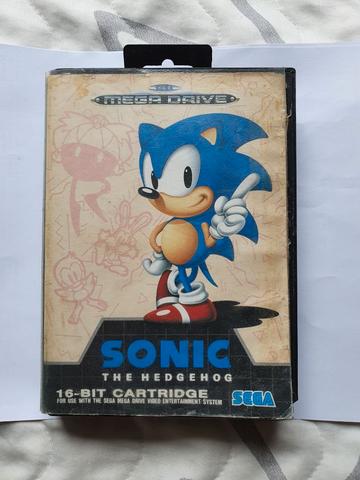 SEGA
MEGA DRIVE
SONIC
THE HEDGEHOG
16-BIT CARTRIDGE
FOR USE WITH THE SEGA MEGA DRIVE VIDEO ENTERTAINMENT SYSTEM
SEGA